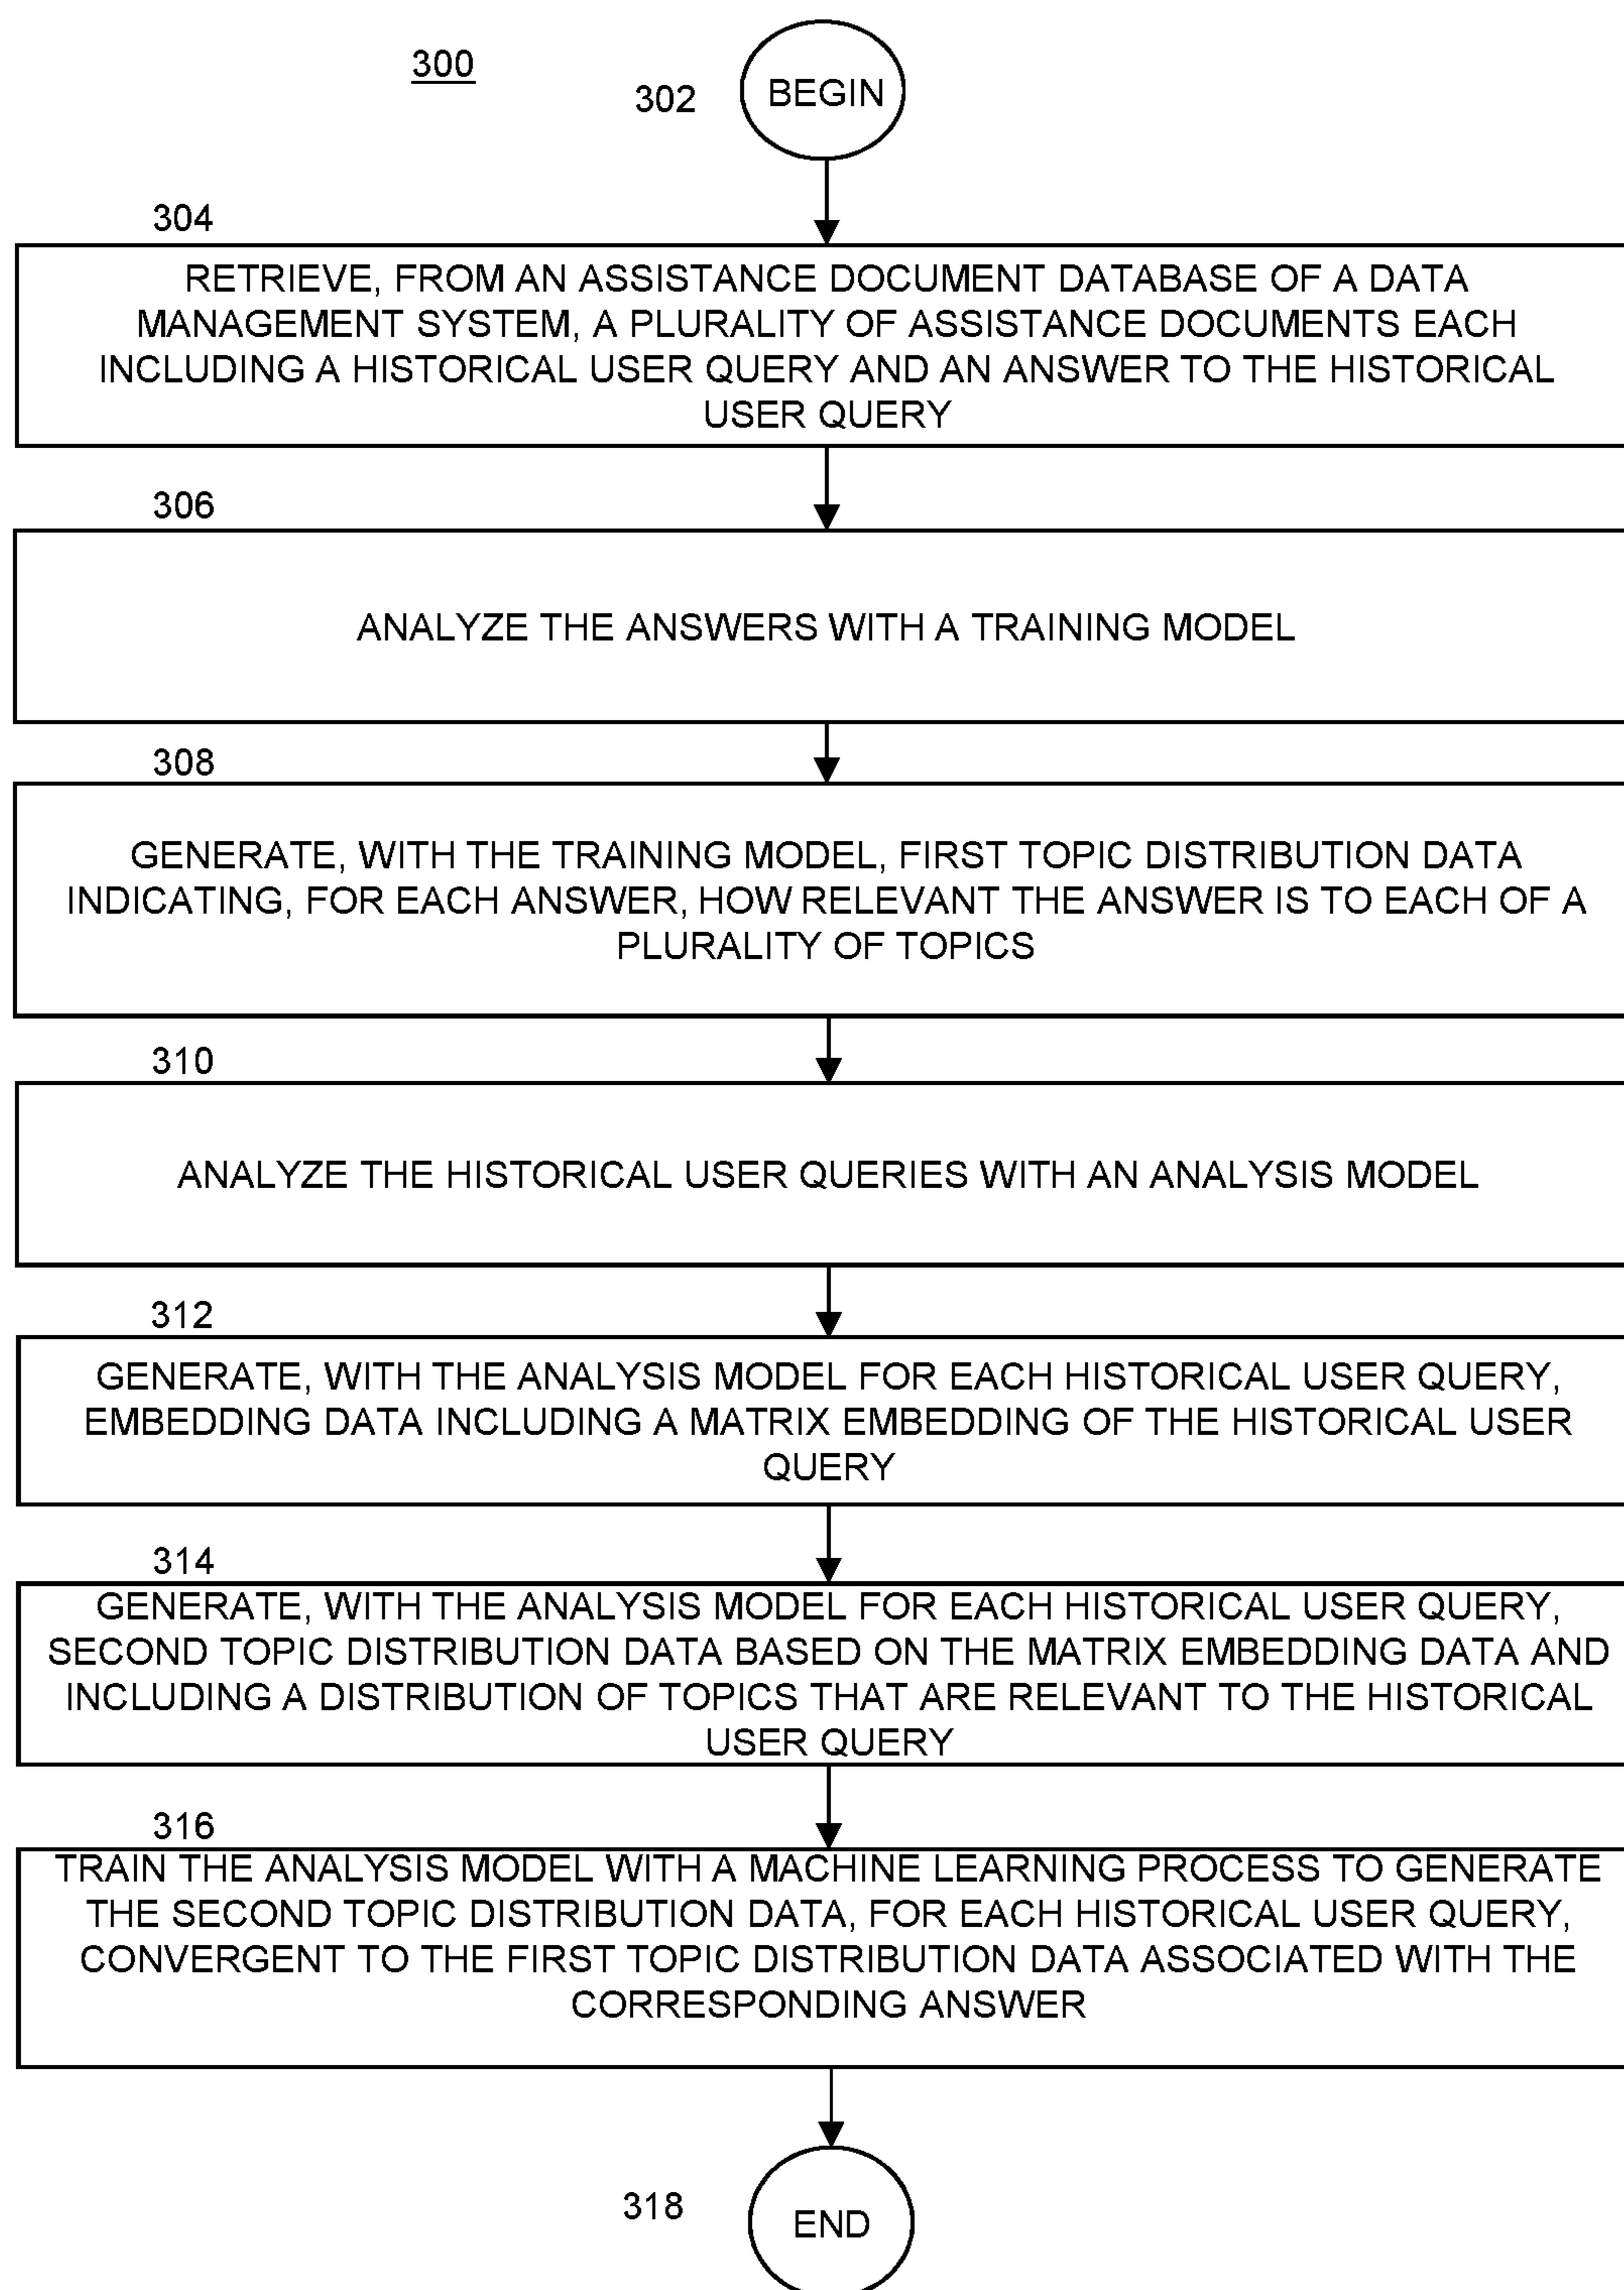 300
302
BEGIN
304
RETRIEVE, FROM AN ASSISTANCE DOCUMENT DATABASE OF A DATA
MANAGEMENT SYSTEM, A PLURALITY OF ASSISTANCE DOCUMENTS EACH
INCLUDING A HISTORICAL USER QUERY AND AN ANSWER TO THE HISTORICAL
USER QUERY
306
ANALYZE THE ANSWERS WITH A TRAINING MODEL
308
GENERATE, WITH THE TRAINING MODEL, FIRST TOPIC DISTRIBUTION DATA
INDICATING, FOR EACH ANSWER, HOW RELEVANT THE ANSWER IS TO EACH OF A
PLURALITY OF TOPICS
310
ANALYZE THE HISTORICAL USER QUERIES WITH AN ANALYSIS MODEL
312
GENERATE, WITH THE ANALYSIS MODEL FOR EACH HISTORICAL USER QUERY,
EMBEDDING DATA INCLUDING A MATRIX EMBEDDING OF THE HISTORICAL USER
QUERY
314
GENERATE, WITH THE ANALYSIS MODEL FOR EACH HISTORICAL USER QUERY,
SECOND TOPIC DISTRIBUTION DATA BASED ON THE MATRIX EMBEDDING DATA AND
INCLUDING A DISTRIBUTION OF TOPICS THAT ARE RELEVANT TO THE HISTORICAL
USER QUERY
316
TRAIN THE ANALYSIS MODEL WITH A MACHINE LEARNING PROCESS TO GENERATE
THE SECOND TOPIC DISTRIBUTION DATA, FOR EACH HISTORICAL USER QUERY,
CONVERGENT TO THE FIRST TOPIC DISTRIBUTION DATA ASSOCIATED WITH THE
CORRESPONDING ANSWER
318
END